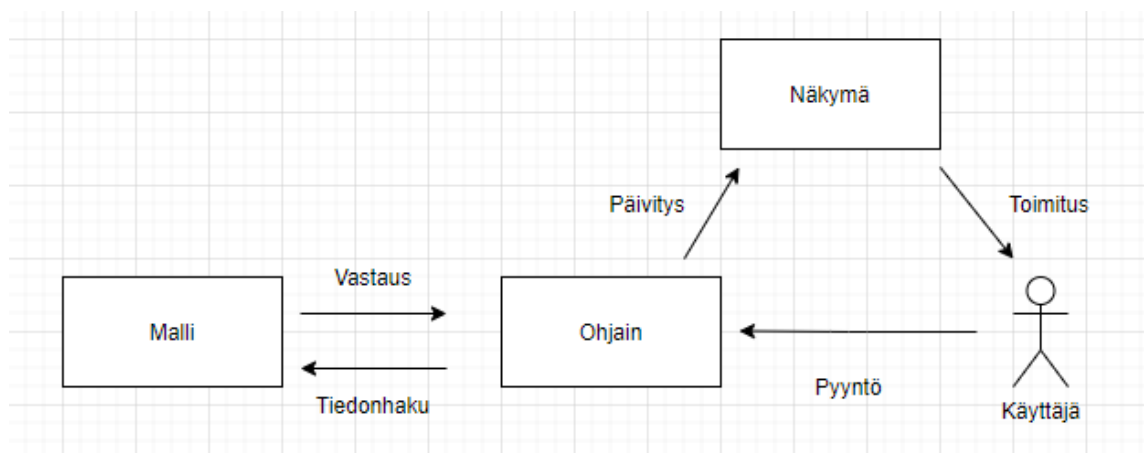 Näkymä
Päivitys
Toimitus
Vastaus
Malli
Ohjain
Tiedonhaku
Pyyntö
Käyttäjä